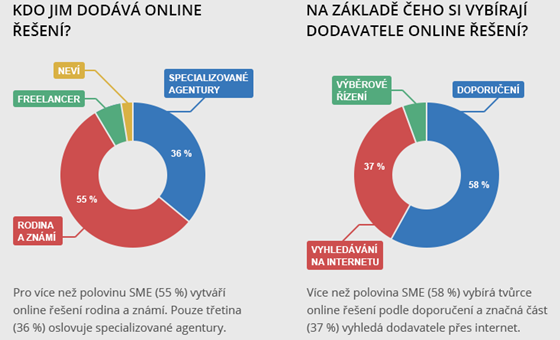 KDO JIM DODÁVÁ ONLINE
ŘEŠENÍ?
NEVÍ
FREELANCER
SPECIALIZOVANÉ
AGENTURY
36 %
55 %
RODINA
A ZNÁMÍ
Pro více než polovinu SME (55 %) vytváří
online řešení rodina a známí. Pouze třetina
(36 %) oslovuje specializované agentury.
NA ZÁKLADĚ ČEHO SI VYBÍRAJÍ
DODAVATELE ONLINE ŘEŠENÍ?
VÝBĚROVÉ
ŘÍZENÍ
DOPORUČENÍ
37 %
58 %
VYHLEDÁVÁNÍ
NA INTERNETU
Více než polovina SME (58 %) vybírá tvůrce
online řešení podle doporučení a značná část
(37 %) vyhledá dodavatele přes internet.